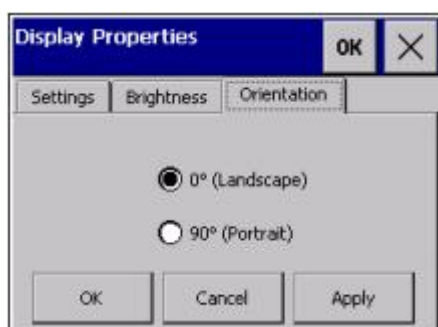 Display Properties OK
Settings Brightness Orientation
0° (Landscape)
90° (Portrait)
OK Cancel Apply